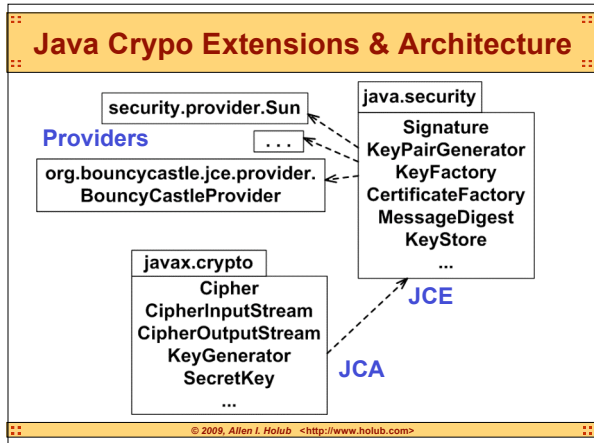 Java Crypo Extensions & Architecture
security.provider.Sun
Providers
. . .
org.bouncycastle.jce.provider.
BouncyCastleProvider
java.security
Signature
KeyPairGenerator
KeyFactory
CertificateFactory
MessageDigest
KeyStore
...
JCE
javax.crypto
Cipher
CipherInputStream
CipherOutputStream
KeyGenerator
SecretKey
...
JCA
© 2009, Allen I. Holub <http://www.holub.com>